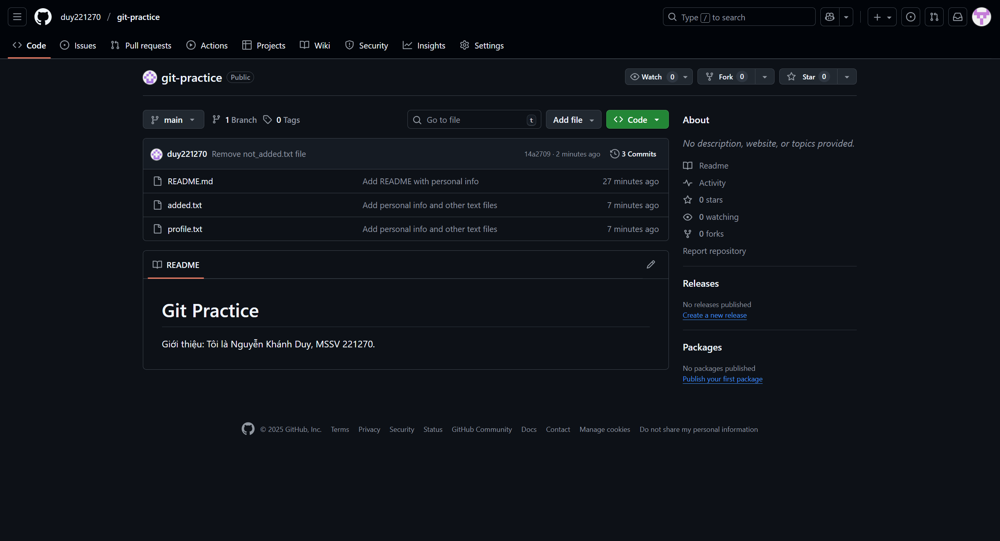 duy221270 / git-practice
Type / to search
Code Issues Pull requests Actions Projects Wiki Security Insights Settings
git-practice Public
Watch 0 Fork 0 Star 0
main 1 Branch 0 Tags
Go to file t Add file Code
duy221270 Remove not_added.txt file 14a2709 · 2 minutes ago 3 Commits
README.md Add README with personal info 27 minutes ago
added.txt Add personal info and other text files 7 minutes ago
profile.txt Add personal info and other text files 7 minutes ago
README
Git Practice
Giới thiệu: Tôi là Nguyễn Khánh Duy, MSSV 221270.
About
No description, website, or topics provided.
Readme
Activity
0 stars
0 watching
0 forks
Report repository
Releases
No releases published
Create a new release
Packages
No packages published
Publish your first package
© 2025 GitHub, Inc. Terms Privacy Security Status GitHub Community Docs Contact Manage cookies Do not share my personal information